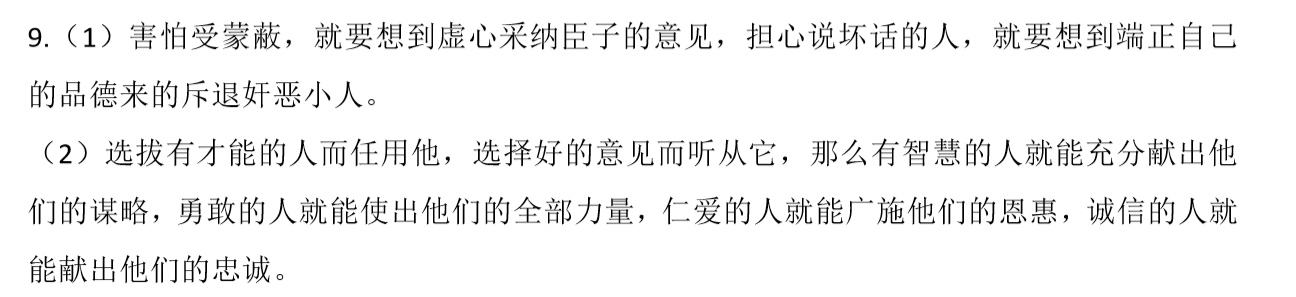 9.（1）害怕受蒙蔽，就要想到虚心采纳臣子的意见，担心说坏话的人，就要想到端正自己
的品德来的斥退奸恶小人。
（2）选拔有才能的人而任用他，选择好的意见而听从它，那么有智慧的人就能充分献出他
们的谋略，勇敢的人就能使出他们的全部力量，仁爱的人就能广施他们的恩惠，诚信的人就
能献出他们的忠诚。